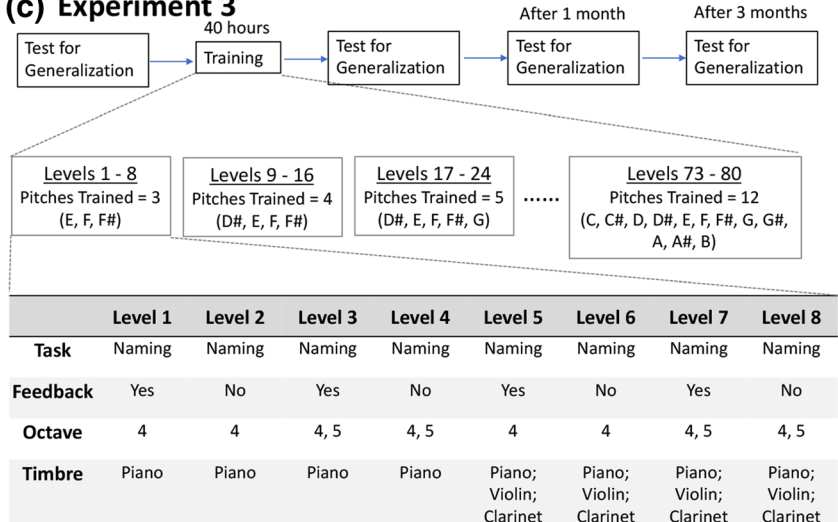 (c) Experiment 3
After 1 month
After 3 months
40 hours
Test for
Generalization
Training
Test for
Generalization
Test for
Generalization
Test for
Generalization
Levels 1 - 8
Pitches Trained = 3
(E, F, F#)
Levels 9 - 16
Pitches Trained = 4
(D#, E, F, F#)
Levels 17 - 24
Pitches Trained = 5
(D#, E, F, F#, G)
......
Levels 73 - 80
Pitches Trained = 12
(C, C#, D, D#, E, F, F#, G, G#,
A, A#, B)
Level 1 Level 2 Level 3 Level 4 Level 5 Level 6 Level 7 Level 8
Task Naming Naming Naming Naming Naming Naming Naming Naming
Feedback Yes No Yes No Yes No Yes No
Octave 4 4 4, 5 4, 5 4 4 4, 5 4, 5
Timbre Piano Piano Piano Piano Piano; Piano; Piano; Piano;
Violin; Violin; Violin; Violin;
Clarinet Clarinet Clarinet Clarinet